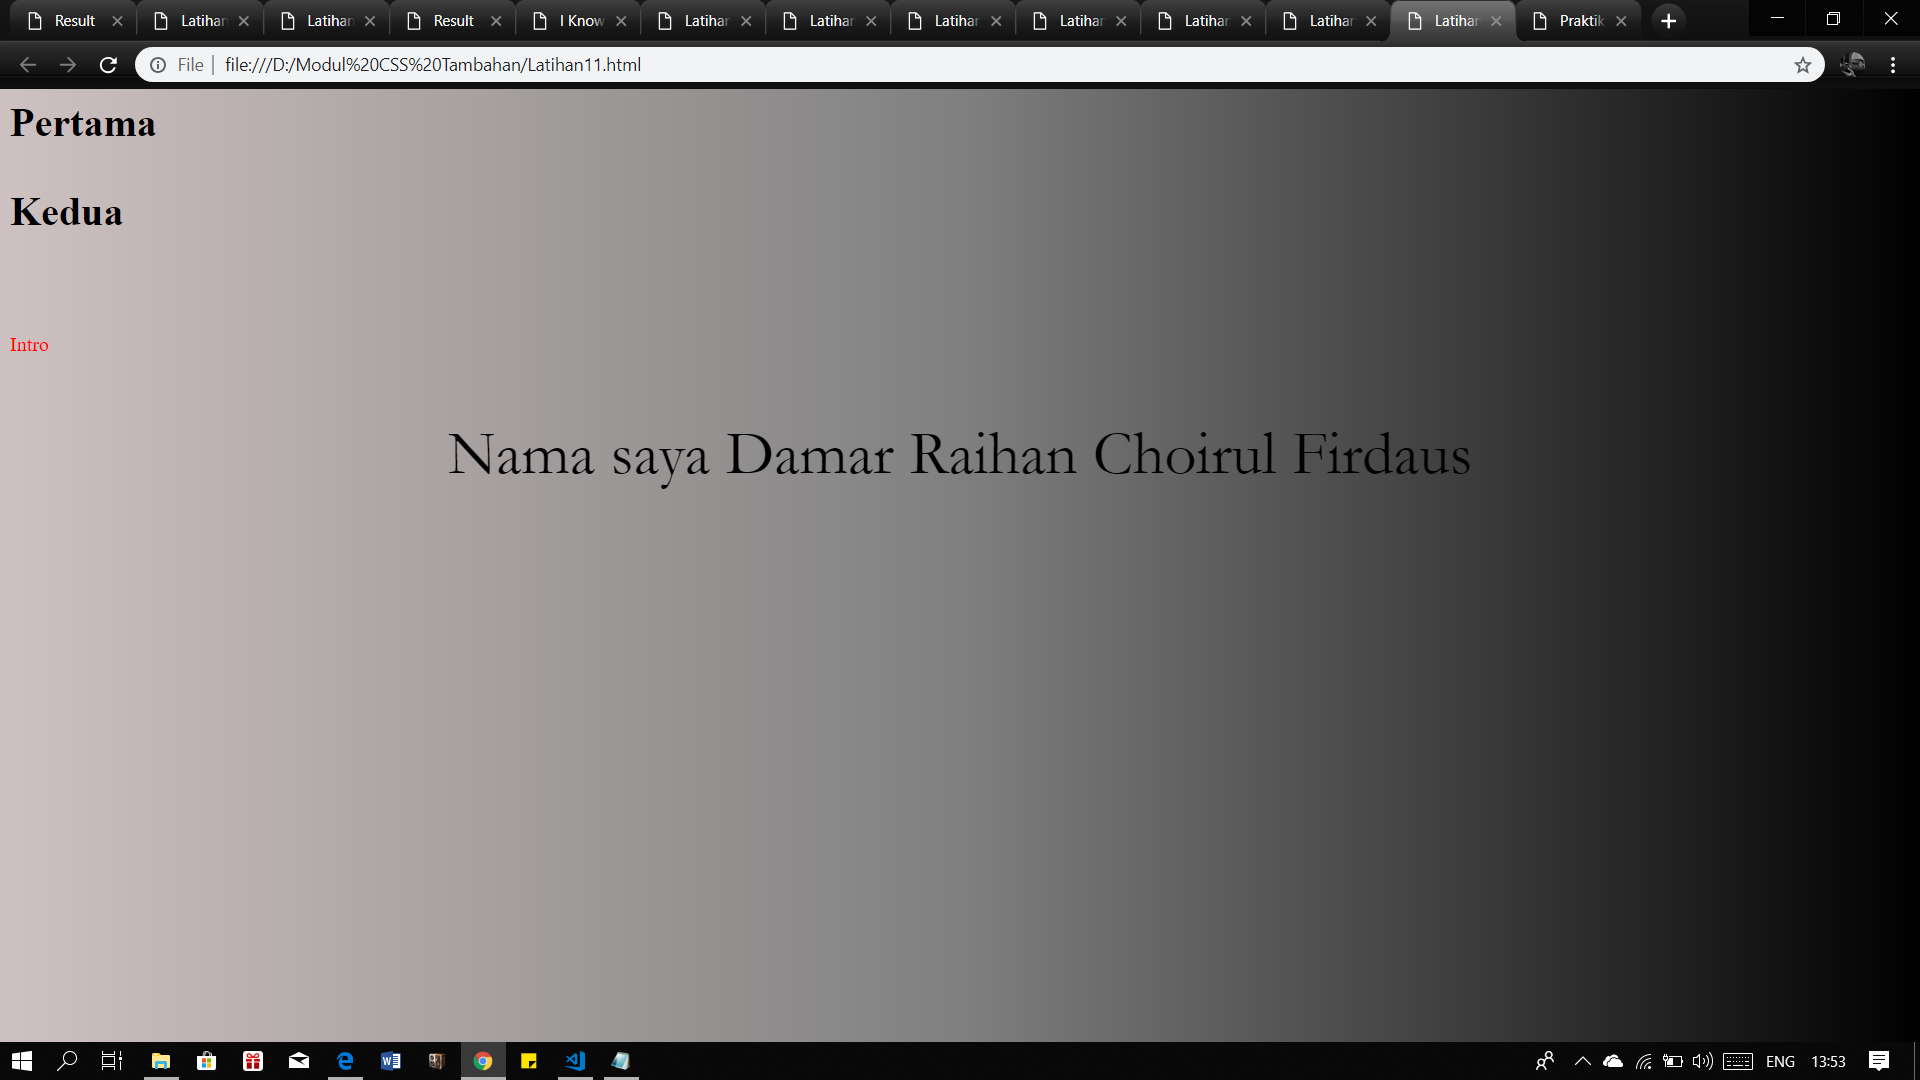 Result
Latihan
Latihan
Result
I Know
Latihan
Latihan
Latihan
Latihan
Latihan
Latihan
Latihan
Praktik
File | file:///D:/Modul%20CSS%20Tambahan/Latihan11.html
Pertama
Kedua
Intro
Nama saya Damar Raihan Choirul Firdaus
ENG 13:53